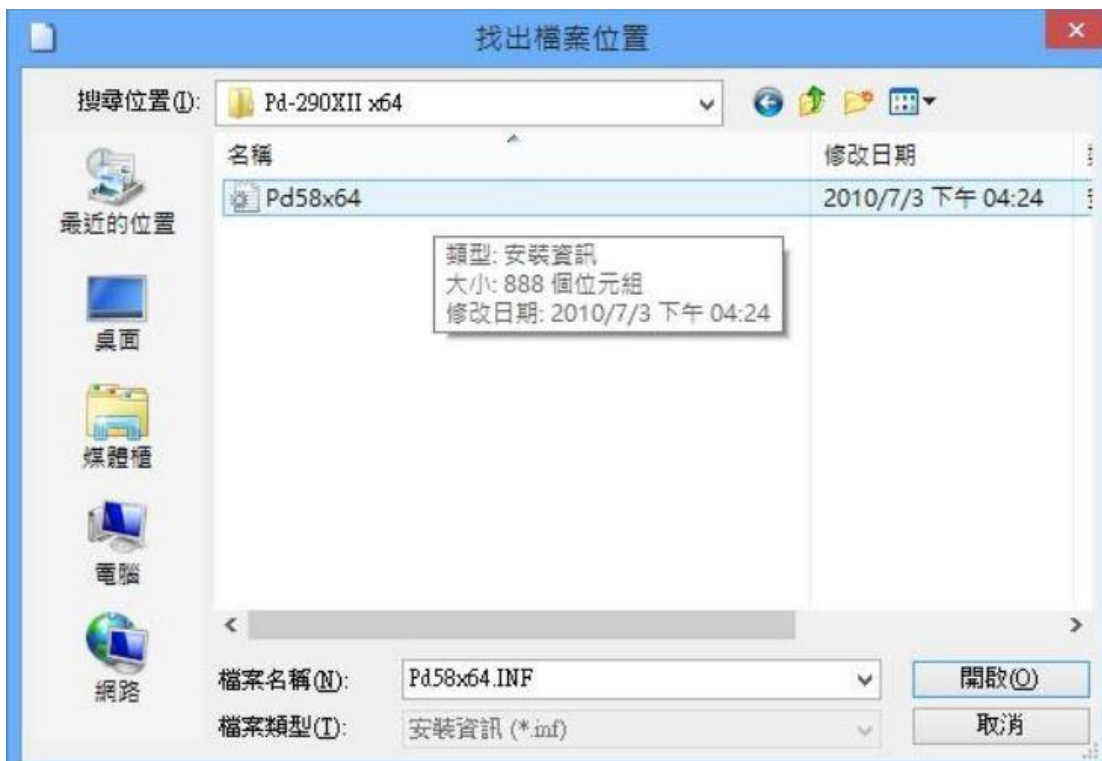 找出檔案位置
搜尋位置(I): Pd-290XII x64
名稱 修改日期
Pd58x64 2010/7/3 下午 04:24
類型: 安裝資訊
大小: 888 個位元組
修改日期: 2010/7/3 下午 04:24
最近的位置
桌面
媒體櫃
電腦
網路
檔案名稱(N): Pd58x64.INF 開啟(O)
檔案類型(T): 安裝資訊 (*.inf) 取消